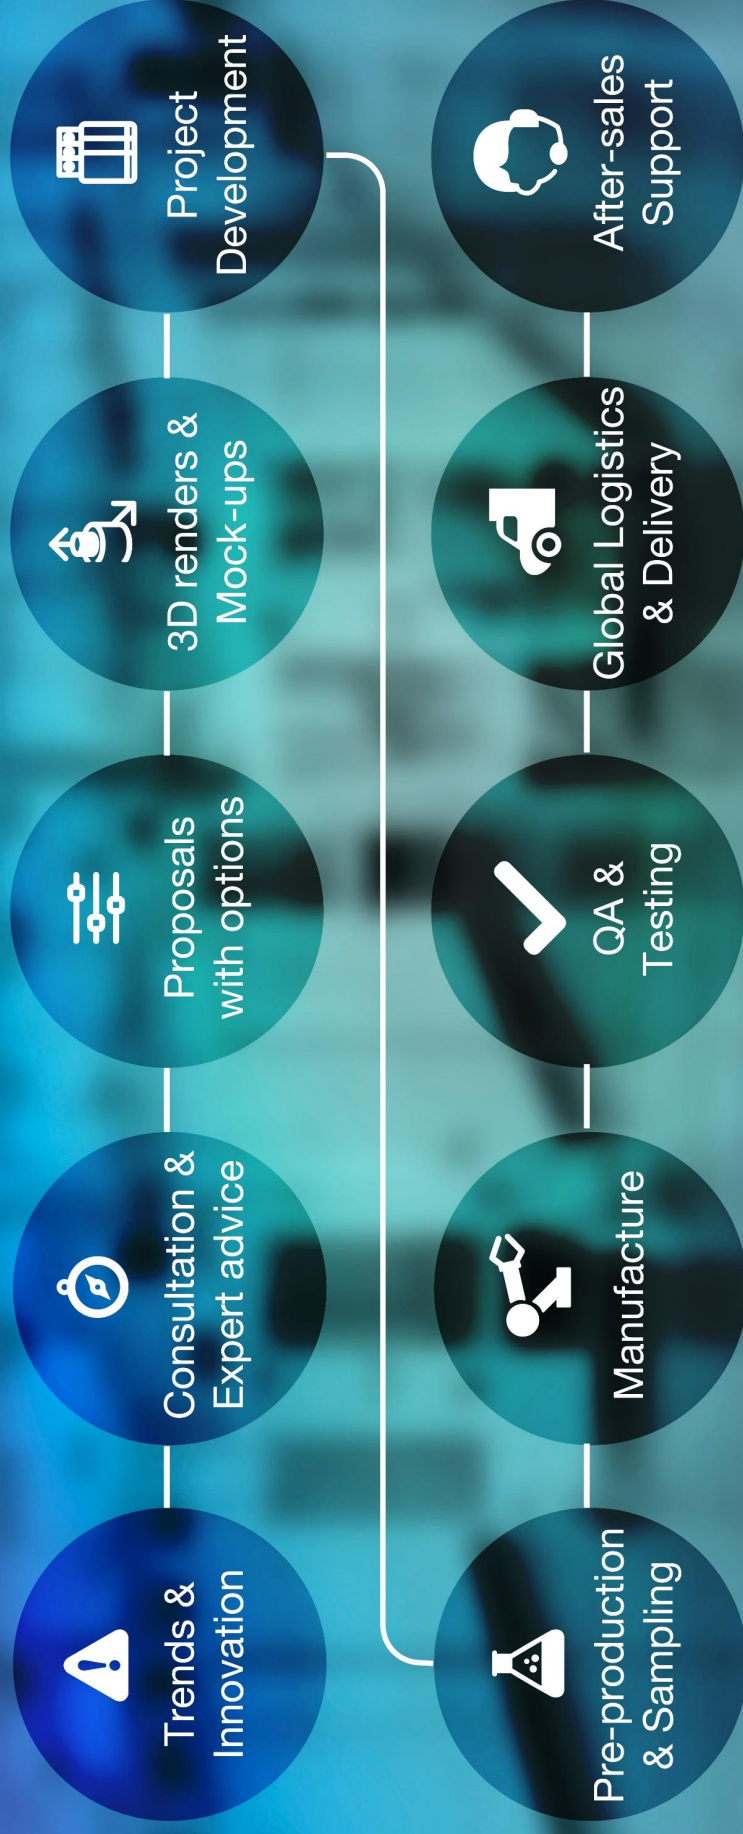 Trends &
Innovation
Consultation &
Expert advice
Proposals
with options
3D renders &
Mock-ups
Project
Development
Pre-production
& Sampling
Manufacture
QA &
Testing
Global Logistics
& Delivery
After-sales
Support